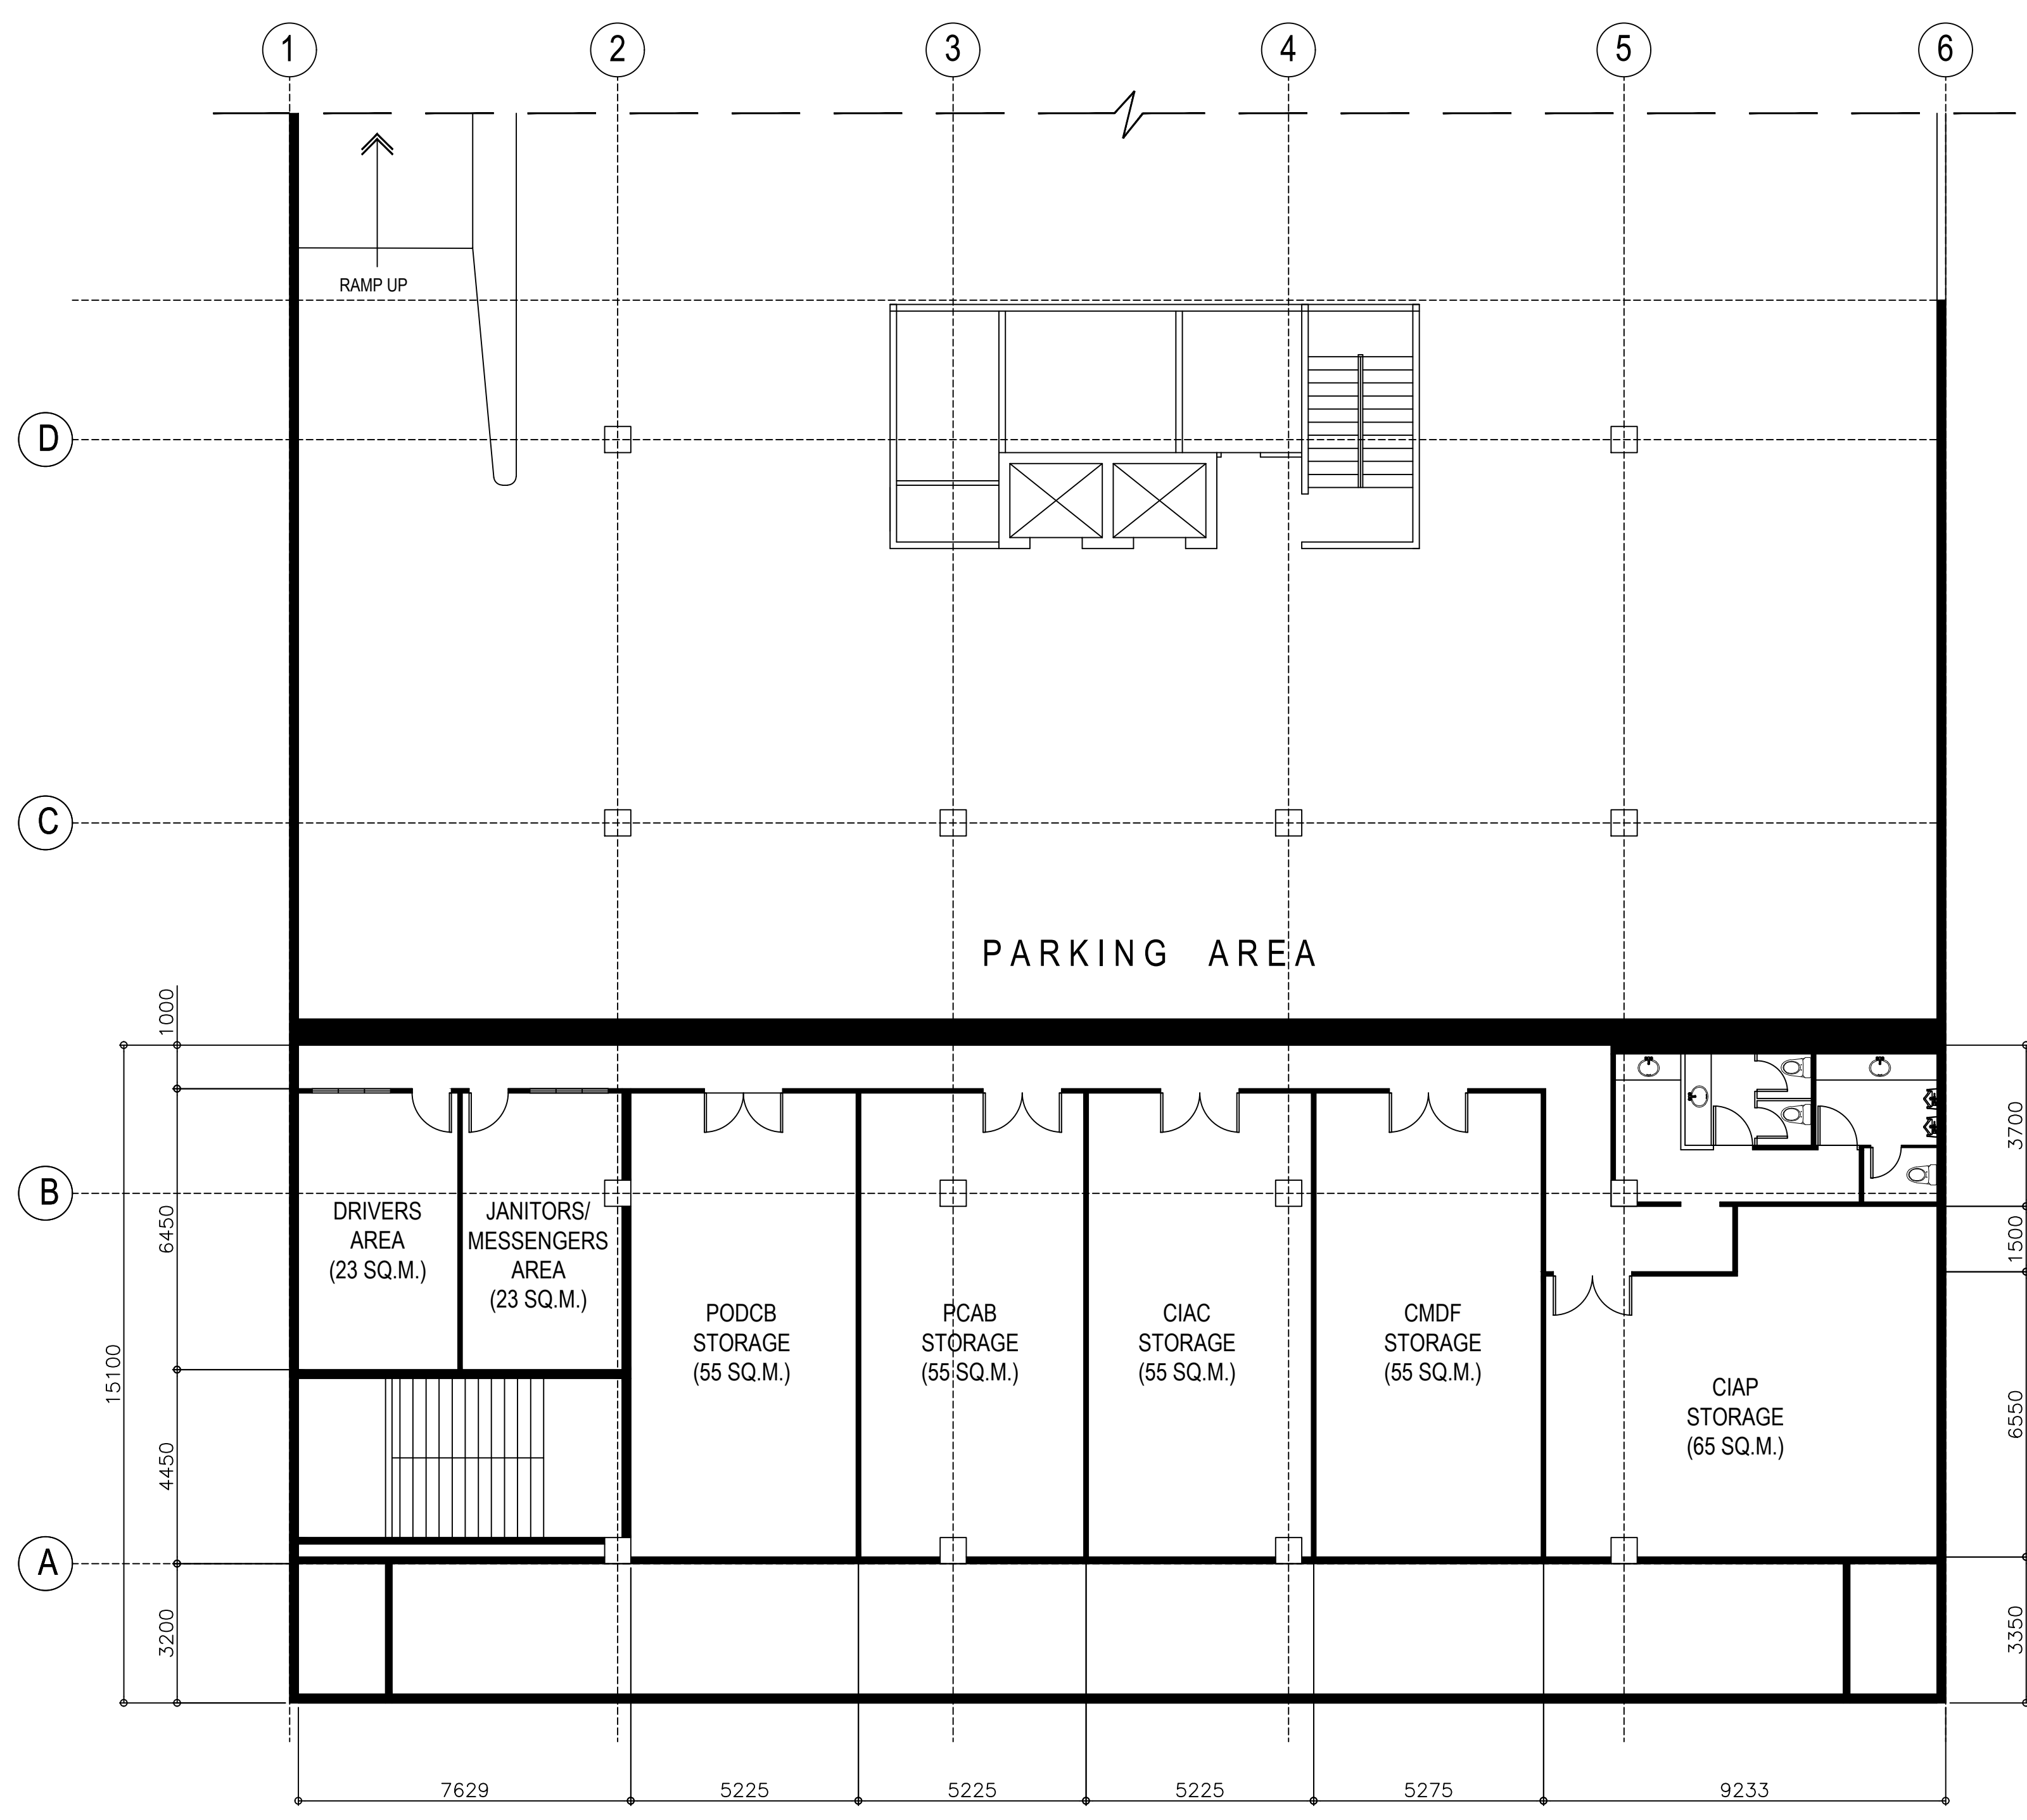 1
2
3
4
5
6
RAMP UP
D
C
PARKING AREA
1000
3700
B
DRIVERS
AREA
(23 SQ.M.)
JANITORS/
MESSENGERS
AREA
(23 SQ.M.)
6450
1500
PODCB
STORAGE
(55 SQ.M.)
PCAB
STORAGE
(55 SQ.M.)
CIAC
STORAGE
(55 SQ.M.)
CMDF
STORAGE
(55 SQ.M.)
CIAP
STORAGE
(65 SQ.M.)
15100
4450
6550
A
3200
3350
7629
5225
5225
5225
5275
9233